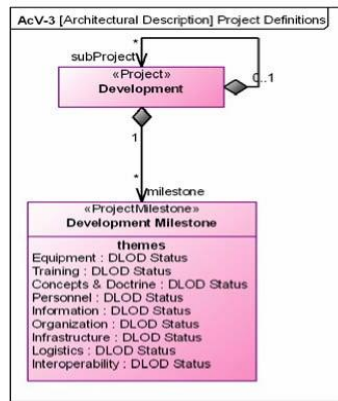 AcV-3 [Architectural Description] Project Definitions
*
subProject
«Project»
Development
0..1
1
*
milestone
«ProjectMilestone»
Development Milestone
themes
Equipment : DLOD Status
Training : DLOD Status
Concepts & Doctrine : DLOD Status
Personnel : DLOD Status
Information : DLOD Status
Organization : DLOD Status
Infrastructure : DLOD Status
Logistics : DLOD Status
Interoperability : DLOD Status